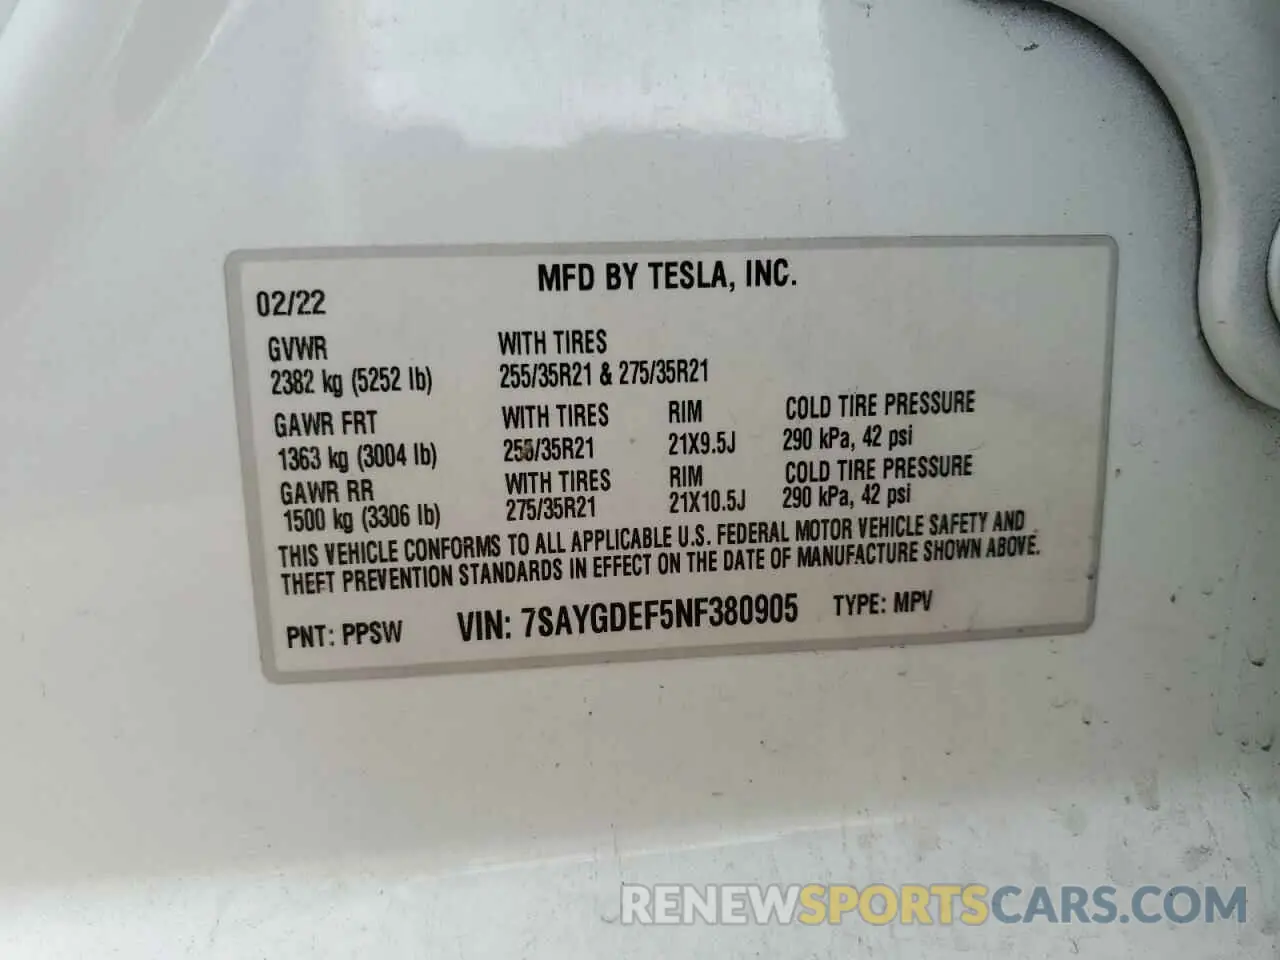 MFD BY TESLA, INC.
02/22
GVWR WITH TIRES
2382 kg (5252 lb) 255/35R21 & 275/35R21
GAWR FRT WITH TIRES RIM COLD TIRE PRESSURE
1363 kg (3004 lb) 255/35R21 21X9.5J 290 kPa, 42 psi
GAWR RR WITH TIRES RIM COLD TIRE PRESSURE
1500 kg (3306 lb) 275/35R21 21X10.5J 290 kPa, 42 psi
THIS VEHICLE CONFORMS TO ALL APPLICABLE U.S. FEDERAL MOTOR VEHICLE SAFETY AND
THEFT PREVENTION STANDARDS IN EFFECT ON THE DATE OF MANUFACTURE SHOWN ABOVE.
PNT: PPSW VIN: 7SAYGDEF5NF380905 TYPE: MPV
RENEWSPORTSCARS.COM